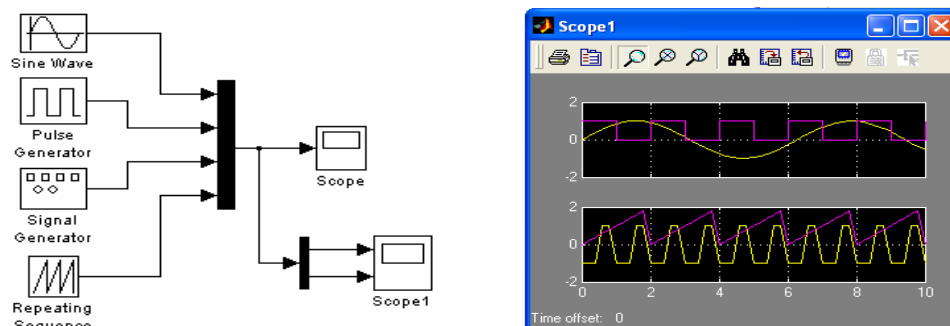 Sine Wave
Pulse
Generator
Signal
Generator
Repeating
Sequence
Scope
Scope1
Scope1
2
0
-2
2
0
-2
0 2 4 6 8 10
Time offset: 0